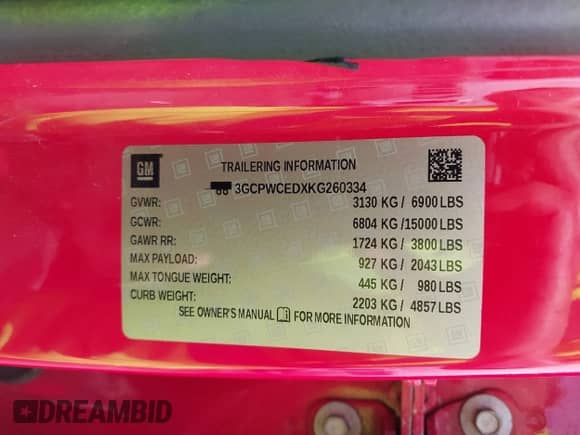 GM
TRAILERING INFORMATION
3GCPWCEDXKG260334
GVWR: 3130 KG / 6900 LBS
GCWR: 6804 KG /15000 LBS
GAWR RR: 1724 KG / 3800 LBS
MAX PAYLOAD: 927 KG / 2043 LBS
MAX TONGUE WEIGHT: 445 KG / 980 LBS
CURB WEIGHT: 2203 KG / 4857 LBS
SEE OWNER'S MANUAL FOR MORE INFORMATION
DREAMBID